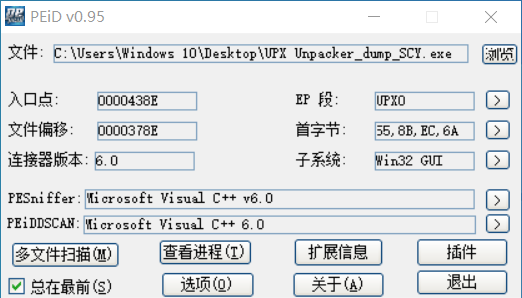 PEiD v0.95
文件: C:\Users\Windows 10\Desktop\UPX Unpacker_dump_SCY.exe 浏览
入口点: 0000438E EP 段: UPX0 >
文件偏移: 0000378E 首字节: 55,8B,EC,6A >
连接器版本: 6.0 子系统: Win32 GUI >
PESniffer: Microsoft Visual C++ v6.0 >
PEiDDSCAN: Microsoft Visual C++ 6.0 >
多文件扫描(M) 查看进程(T) 扩展信息 插件
总在最前(S) 选项(O) 关于(A) 退出